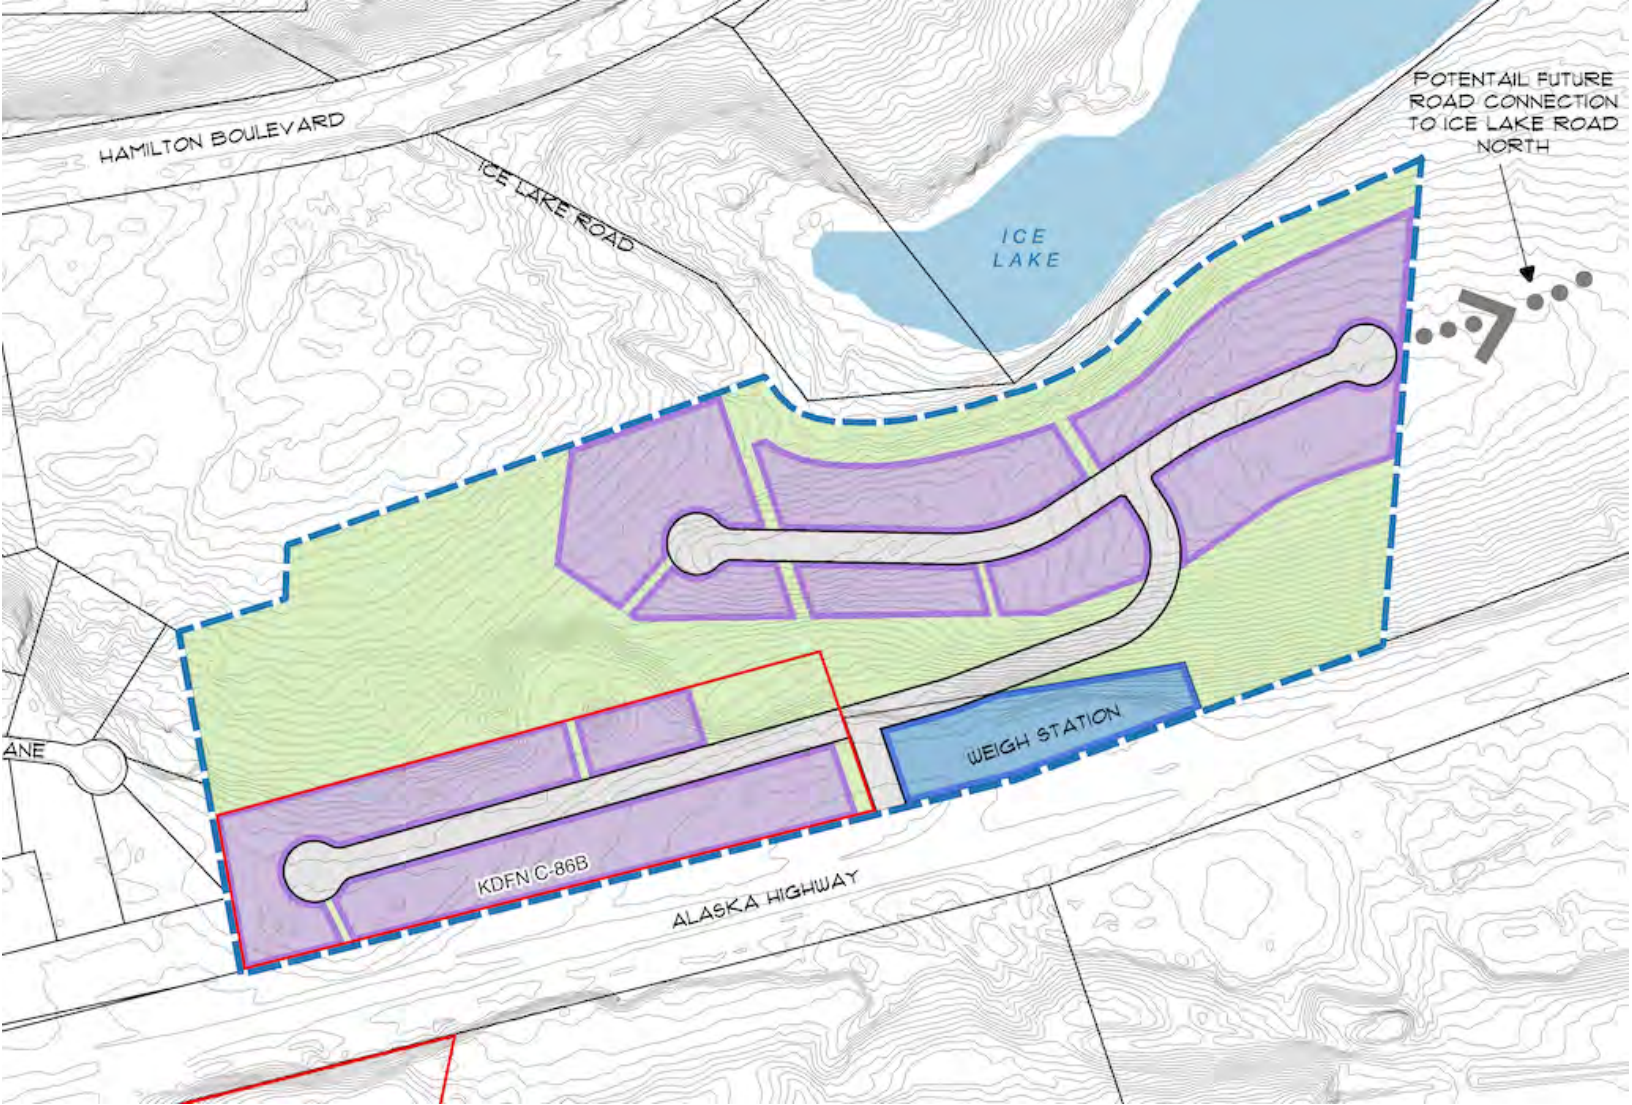 POTENTAIL FUTURE
ROAD CONNECTION
TO ICE LAKE ROAD
NORTH
HAMILTON BOULEVARD
ICE LAKE ROAD
ICE
LAKE
WEIGH STATION
ANE
KDFN C-86B
ALASKA HIGHWAY